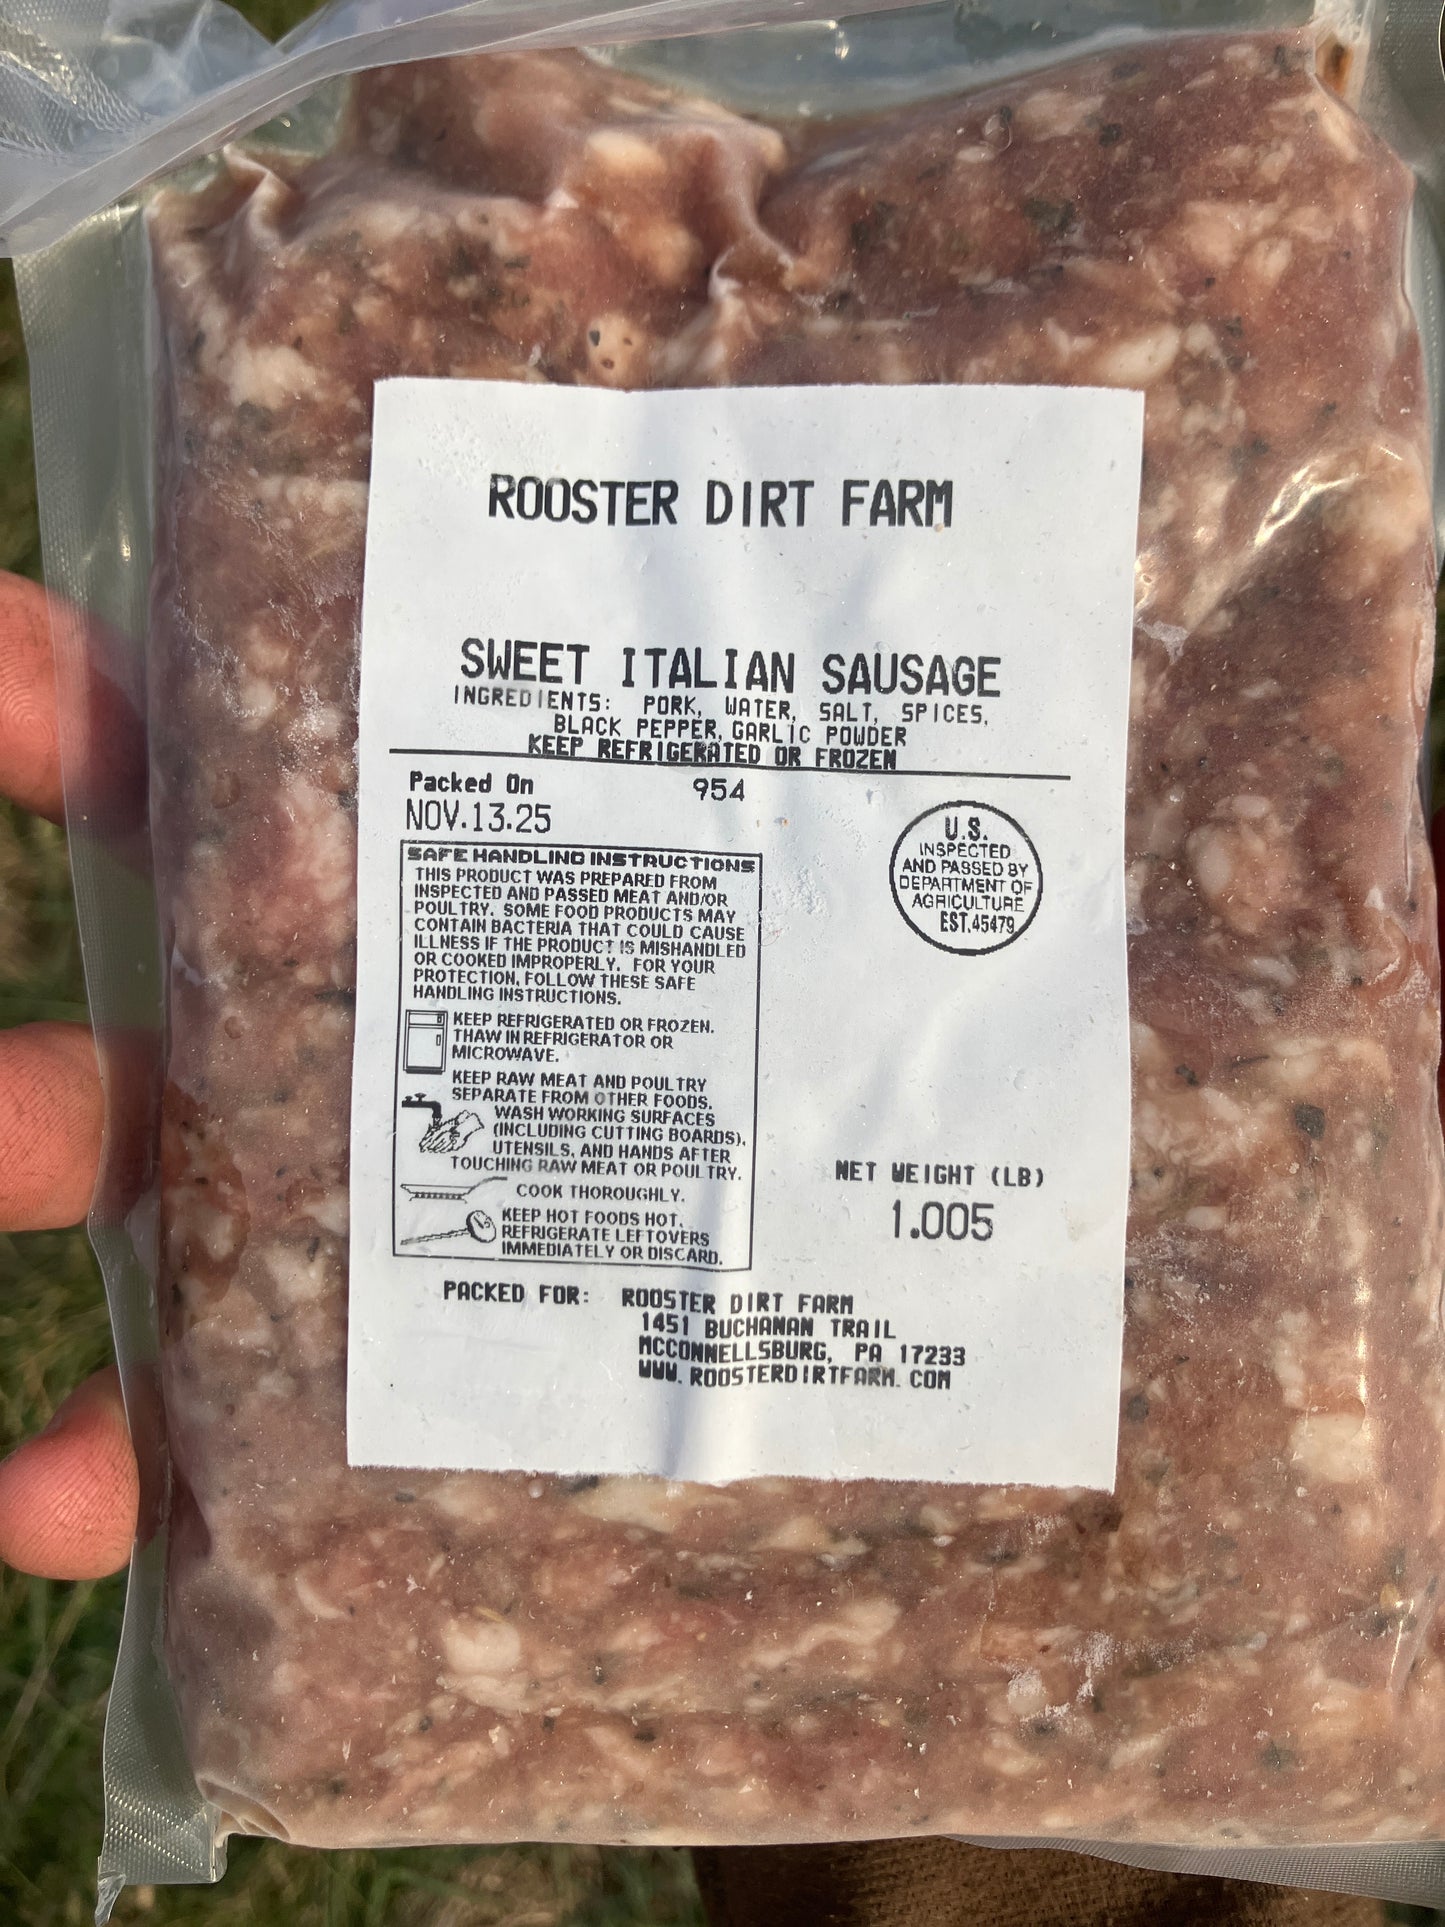 ROOSTER DIRT FARM
SWEET ITALIAN SAUSAGE
INGREDIENTS: PORK, WATER, SALT, SPICES,
BLACK PEPPER, GARLIC POWDER
KEEP REFRIGERATED OR FROZEN
Packed On
954
NOV.13.25
SAFE HANDLING INSTRUCTIONS
THIS PRODUCT WAS PREPARED FROM
INSPECTED AND PASSED MEAT AND/OR
POULTRY. SOME FOOD PRODUCTS MAY
CONTAIN BACTERIA THAT COULD CAUSE
ILLNESS IF THE PRODUCT IS MISHANDLED
OR COOKED IMPROPERLY. FOR YOUR
PROTECTION, FOLLOW THESE SAFE
HANDLING INSTRUCTIONS.
KEEP REFRIGERATED OR FROZEN.
THAW IN REFRIGERATOR OR
MICROWAVE.
KEEP RAW MEAT AND POULTRY
SEPARATE FROM OTHER FOODS.
WASH WORKING SURFACES
(INCLUDING CUTTING BOARDS),
UTENSILS, AND HANDS AFTER
TOUCHING RAW MEAT OR POULTRY.
COOK THOROUGHLY.
KEEP HOT FOODS HOT.
REFRIGERATE LEFTOVERS
IMMEDIATELY OR DISCARD.
U.S.
INSPECTED
AND PASSED BY
DEPARTMENT OF
AGRICULTURE
EST.45479
NET WEIGHT (LB)
1.005
PACKED FOR: ROOSTER DIRT FARM
1451 BUCHANAN TRAIL
MCCONNELLSBURG, PA 17233
WWW.ROOSTERDIRTFARM.COM